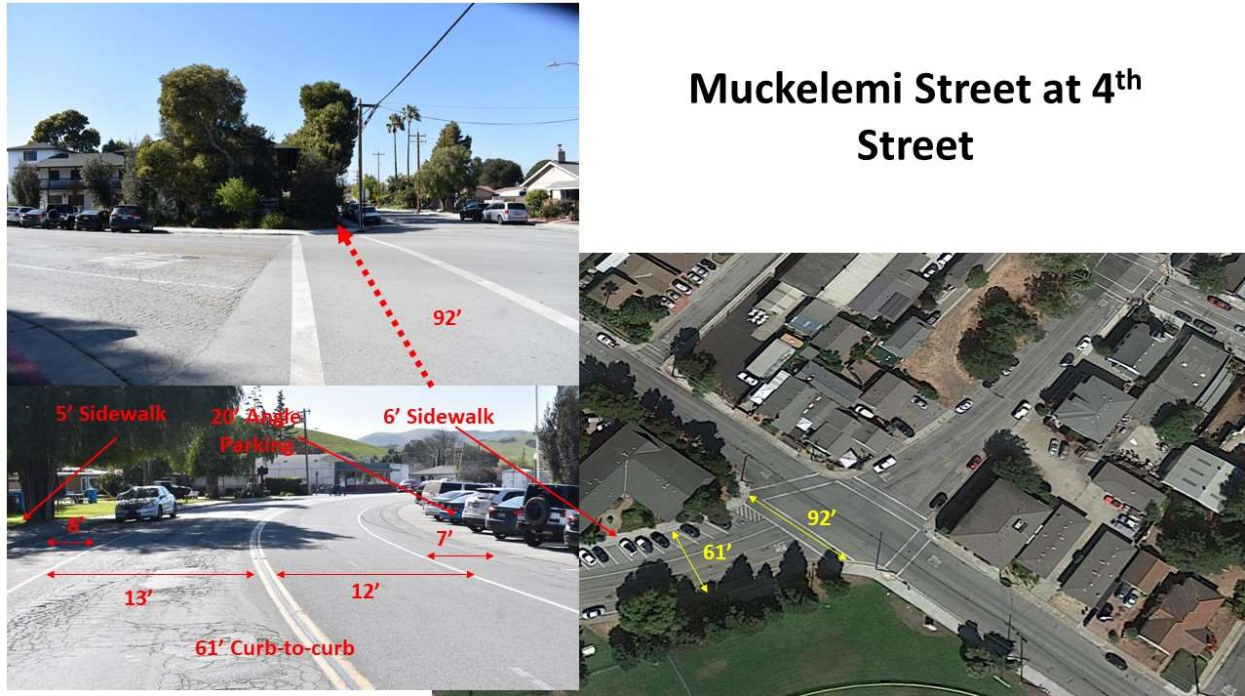 Muckelemi Street at 4th
Street
92’
5’ Sidewalk
20’ Angle
Parking
6’ Sidewalk
8’
7’
13’
12’
61’ Curb-to-curb
92’
61’